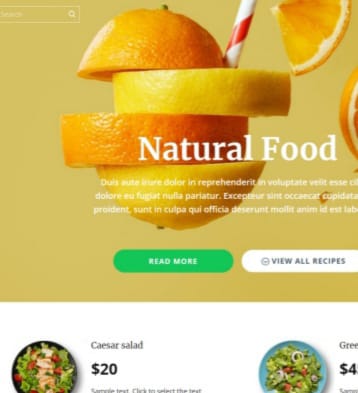 Search
Natural Food
Duis aute irure dolor in reprehenderit in voluptate velit esse
dolore eu fugiat nulla pariatur. Excepteur sint occaecat cupidata
proident, sunt in culpa qui officia deserunt mollit anim id est lab
READ MORE
VIEW ALL RECIPES
Caesar salad
Gree
$20
$4
Sample text. Click to select the text
Samp